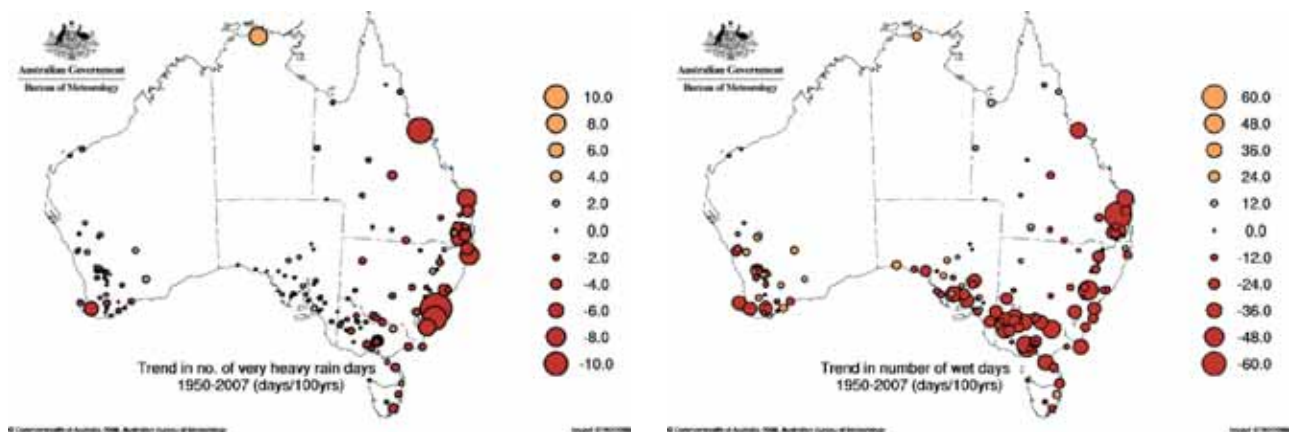 Australian Government
Bureau of Meteorology
10.0
8.0
6.0
4.0
2.0
0.0
-2.0
-4.0
-6.0
-8.0
-10.0
Trend in no. of very heavy rain days
1950-2007 (days/100yrs)
Australian Government
Bureau of Meteorology
60.0
48.0
36.0
24.0
12.0
0.0
-12.0
-24.0
-36.0
-48.0
-60.0
Trend in number of wet days
1950-2007 (days/100yrs)